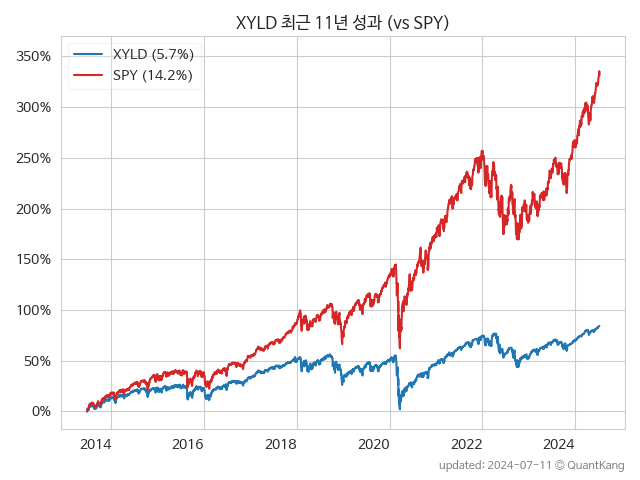 XYLD 최근 11년 성과 (vs SPY)
XYLD (5.7%)
SPY (14.2%)
350%
300%
250%
200%
150%
100%
50%
0%
2014 2016 2018 2020 2022 2024
updated: 2024-07-11 © QuantKang